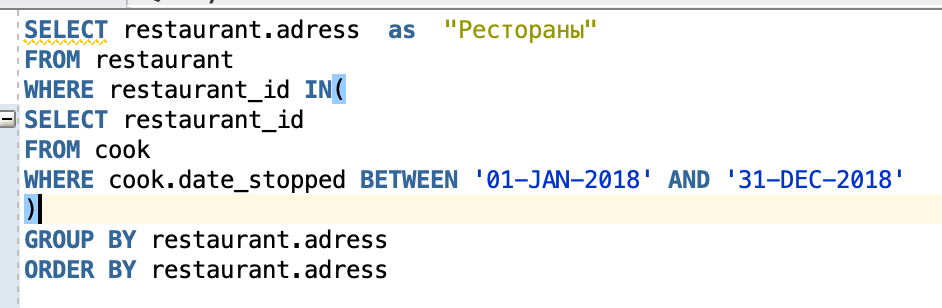 SELECT restaurant.adress  as  "Рестораны"
FROM restaurant
WHERE restaurant_id IN(
SELECT restaurant_id
FROM cook
WHERE cook.date_stopped BETWEEN '01-JAN-2018' AND '31-DEC-2018'
)
GROUP BY restaurant.adress
ORDER BY restaurant.adress